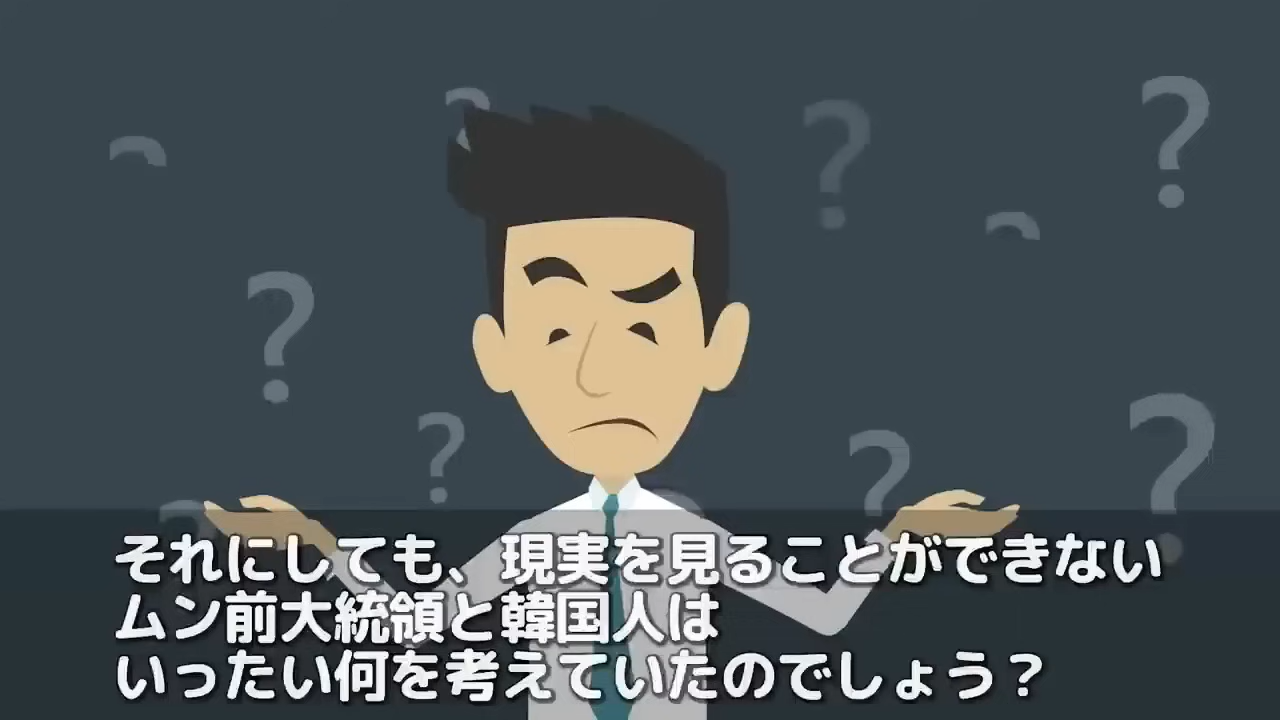 それにしても、現実を見ることができない
ムン前大統領と韓国人は
いったい何を考えていたのでしょう？